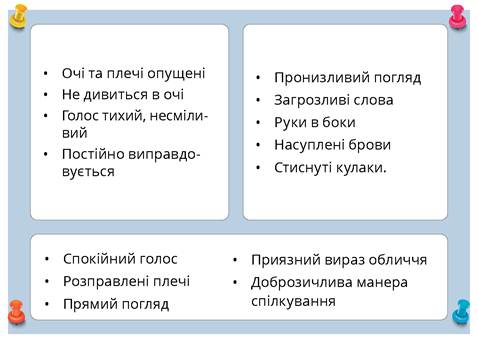 • Очі та плечі опущені
• Не дивиться в очі
• Голос тихий, несміли-
вий
• Постійно виправдо-
вується
• Пронизливий погляд
• Загрозливі слова
• Руки в боки
• Насуплені брови
• Стиснуті кулаки.
• Спокійний голос
• Розправлені плечі
• Прямий погляд
• Приязний вираз обличчя
• Доброзичлива манера
спілкування